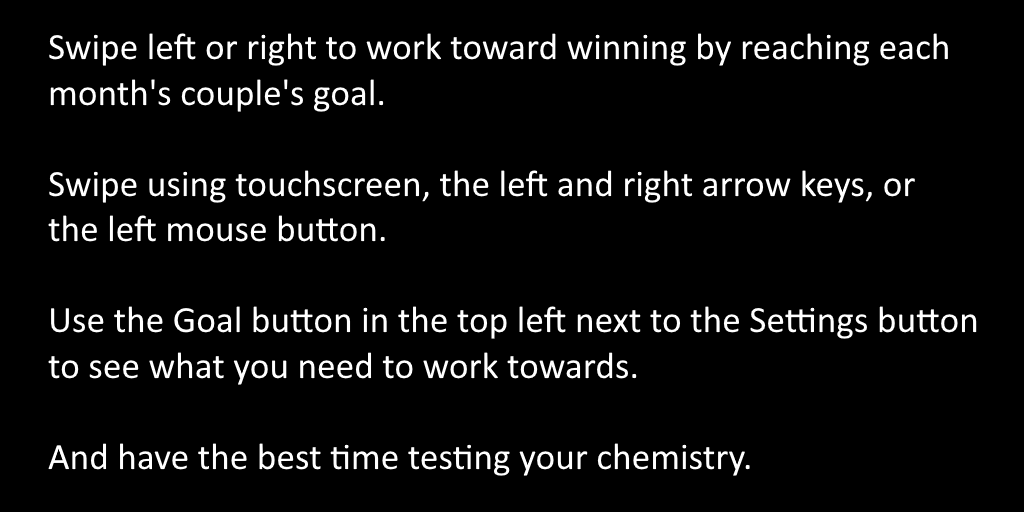 Swipe left or right to work toward winning by reaching each
month's couple's goal.
Swipe using touchscreen, the left and right arrow keys, or
the left mouse button.
Use the Goal button in the top left next to the Settings button
to see what you need to work towards.
And have the best time testing your chemistry.